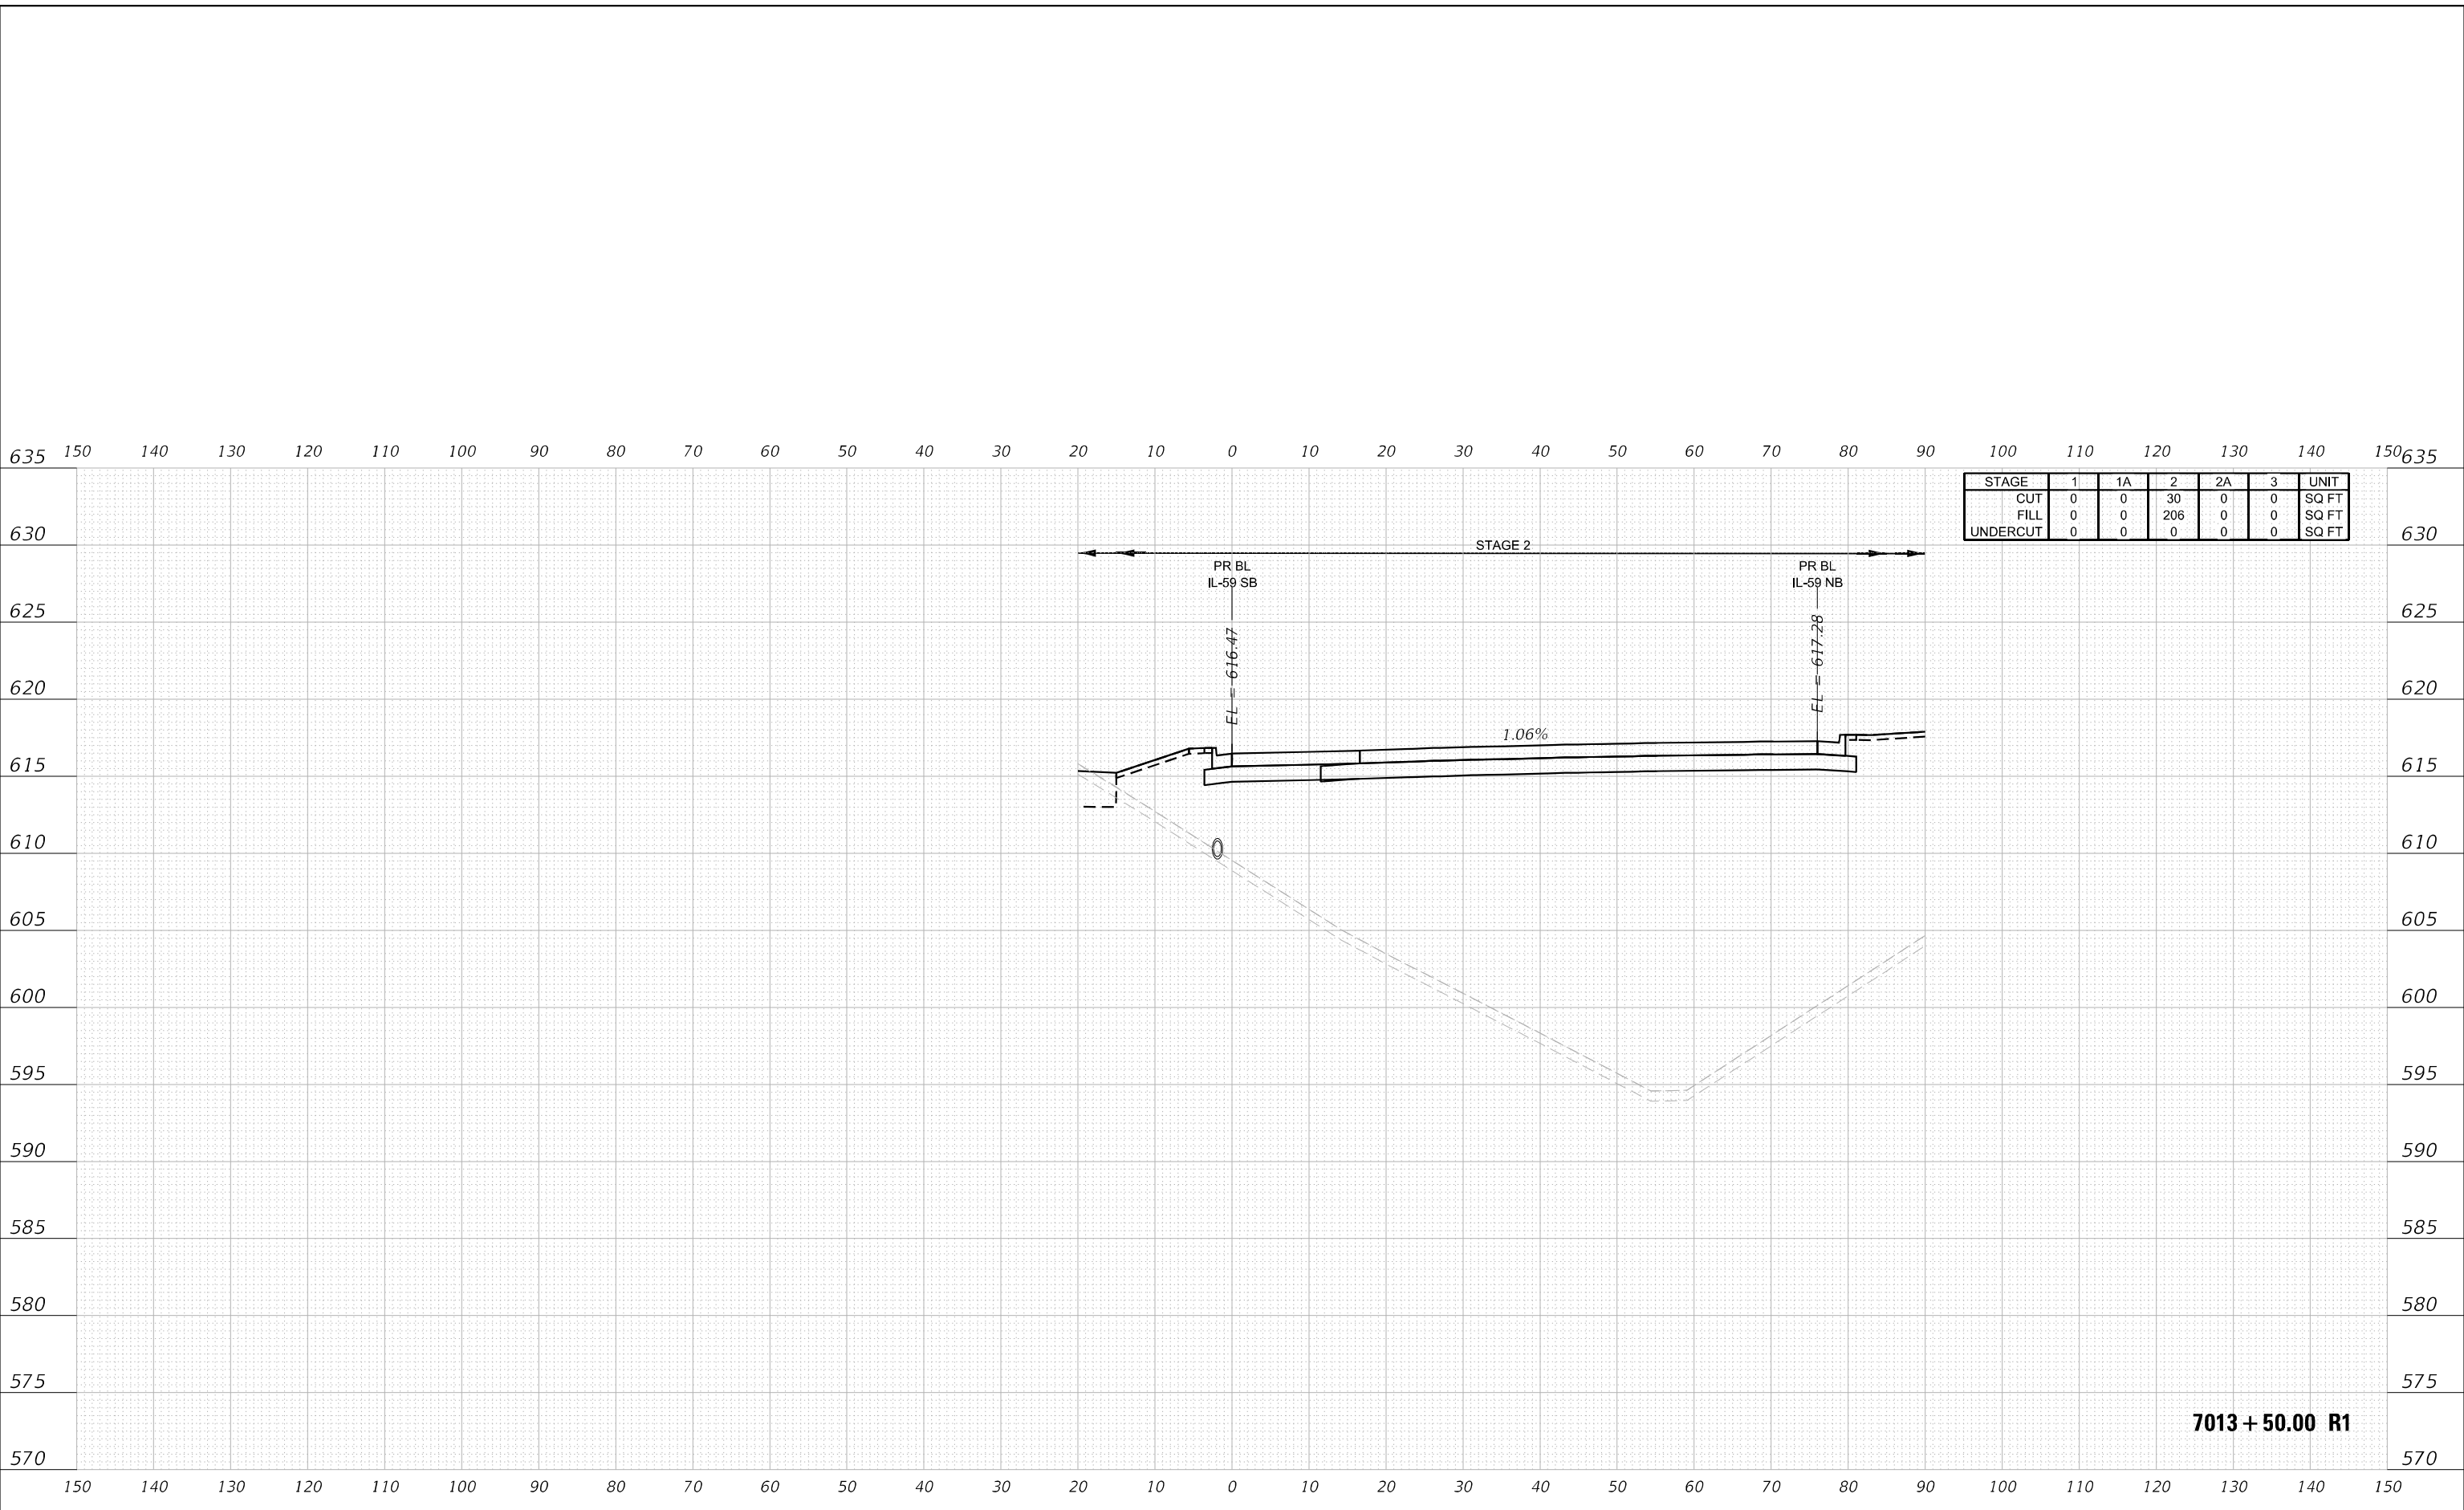 150 140 130 120 110 100 90 80 70 60 50 40 30 20 10 0 10 20 30 40 50 60 70 80 90 100 110 120 130 140 150
635 635
STAGE 1 1A 2 2A 3 UNIT
CUT 0 0 30 0 0 SQ FT
FILL 0 0 206 0 0 SQ FT
UNDERCUT 0 0 0 0 0 SQ FT
630 630
STAGE 2
PR BL PR BL
IL-59 SB IL-59 NB
625 625
EL = 616.47 EL = 617.28
620 620
1.06%
615 615
610 610
605 605
600 600
595 595
590 590
585 585
580 580
575 575
7013+50.00 R1
570 570
150 140 130 120 110 100 90 80 70 60 50 40 30 20 10 0 10 20 30 40 50 60 70 80 90 100 110 120 130 140 150